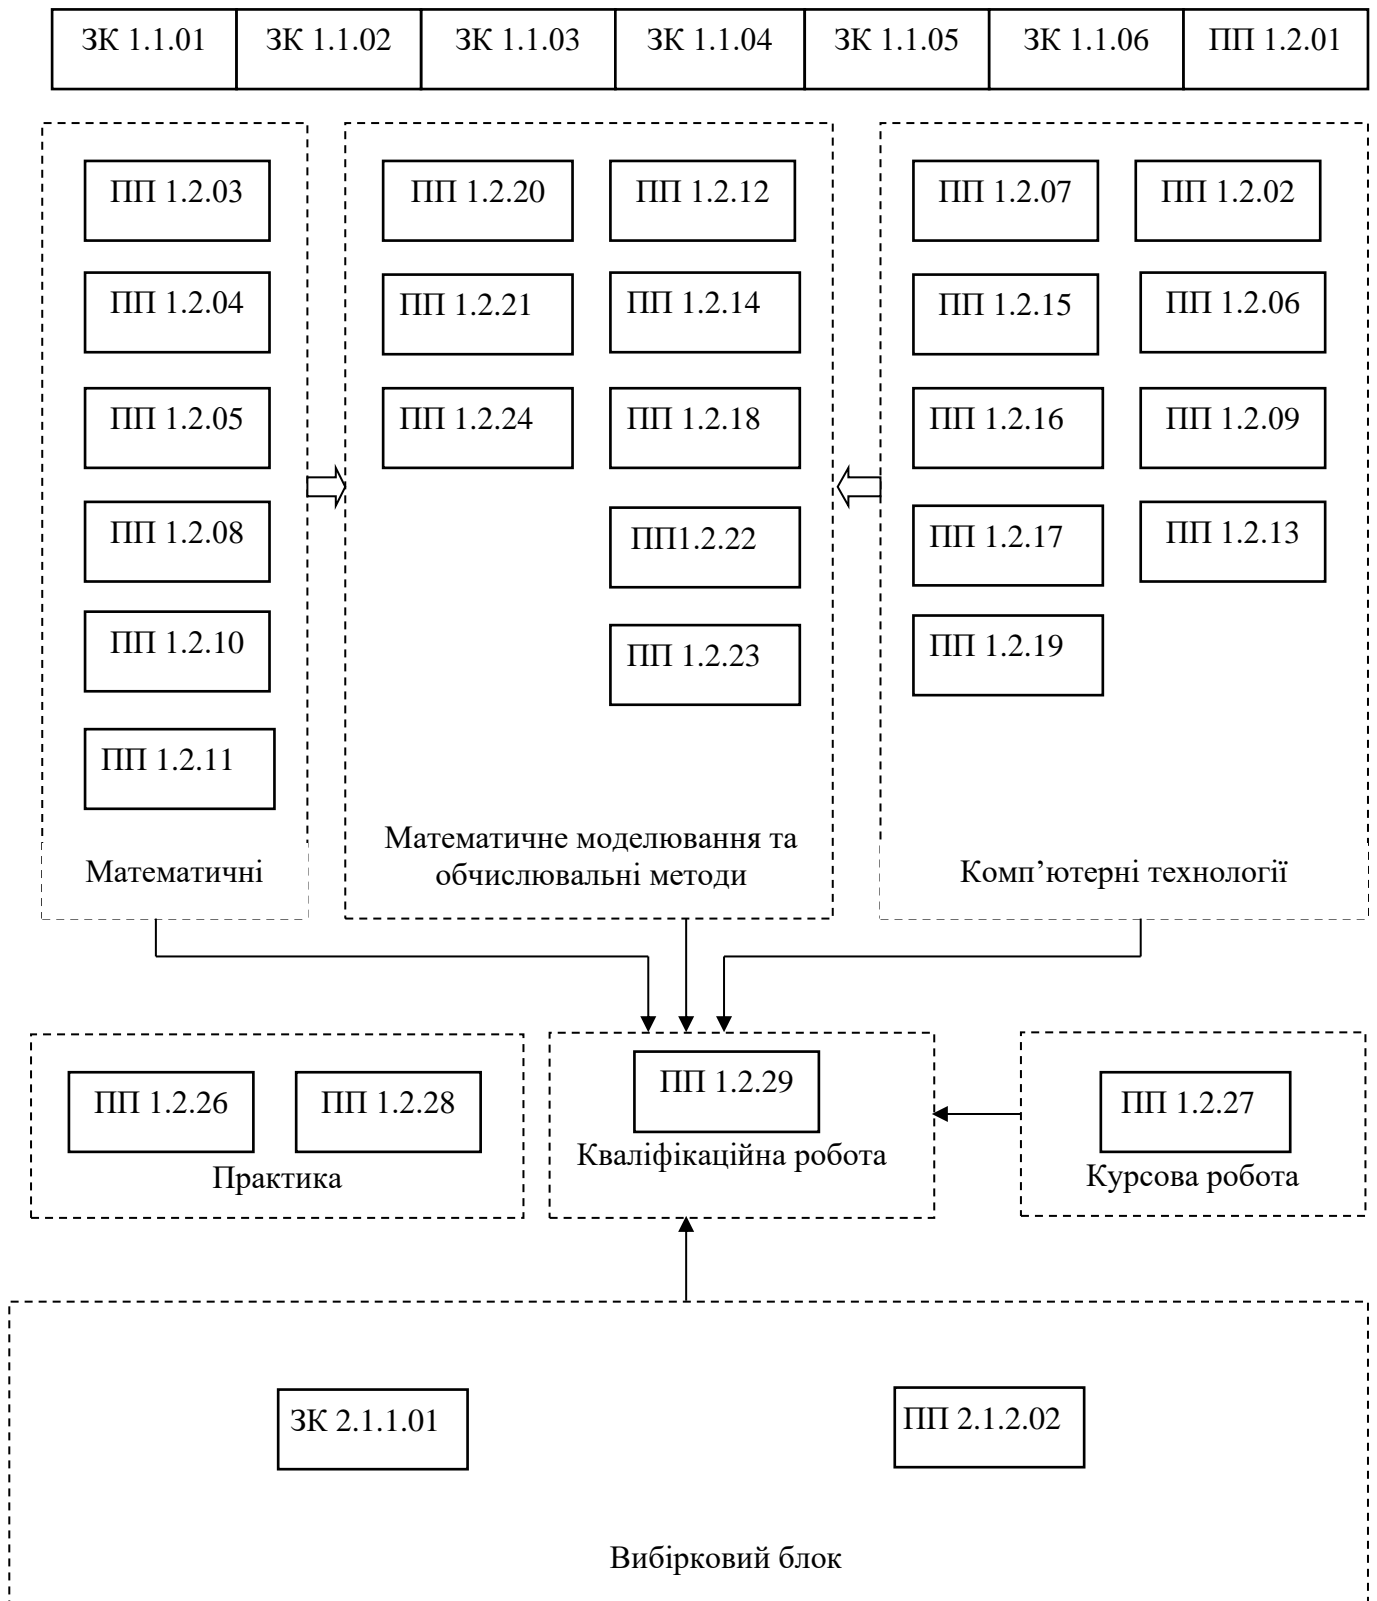 ЗК 1.1.01 ЗК 1.1.02 ЗК 1.1.03 ЗК 1.1.04 ЗК 1.1.05 ЗК 1.1.06 ПП 1.2.01
ПП 1.2.03
ПП 1.2.04
ПП 1.2.05
ПП 1.2.08
ПП 1.2.10
ПП 1.2.11
Математичні
ПП 1.2.20 ПП 1.2.12
ПП 1.2.21 ПП 1.2.14
ПП 1.2.24 ПП 1.2.18
ПП1.2.22
ПП 1.2.23
Математичне моделювання та
обчислювальні методи
ПП 1.2.07 ПП 1.2.02
ПП 1.2.15 ПП 1.2.06
ПП 1.2.16 ПП 1.2.09
ПП 1.2.17 ПП 1.2.13
ПП 1.2.19
Комп’ютерні технології
ПП 1.2.26 ПП 1.2.28
Практика
ПП 1.2.29
Кваліфікаційна робота
ПП 1.2.27
Курсова робота
ЗК 2.1.1.01 ПП 2.1.2.02
Вибірковий блок